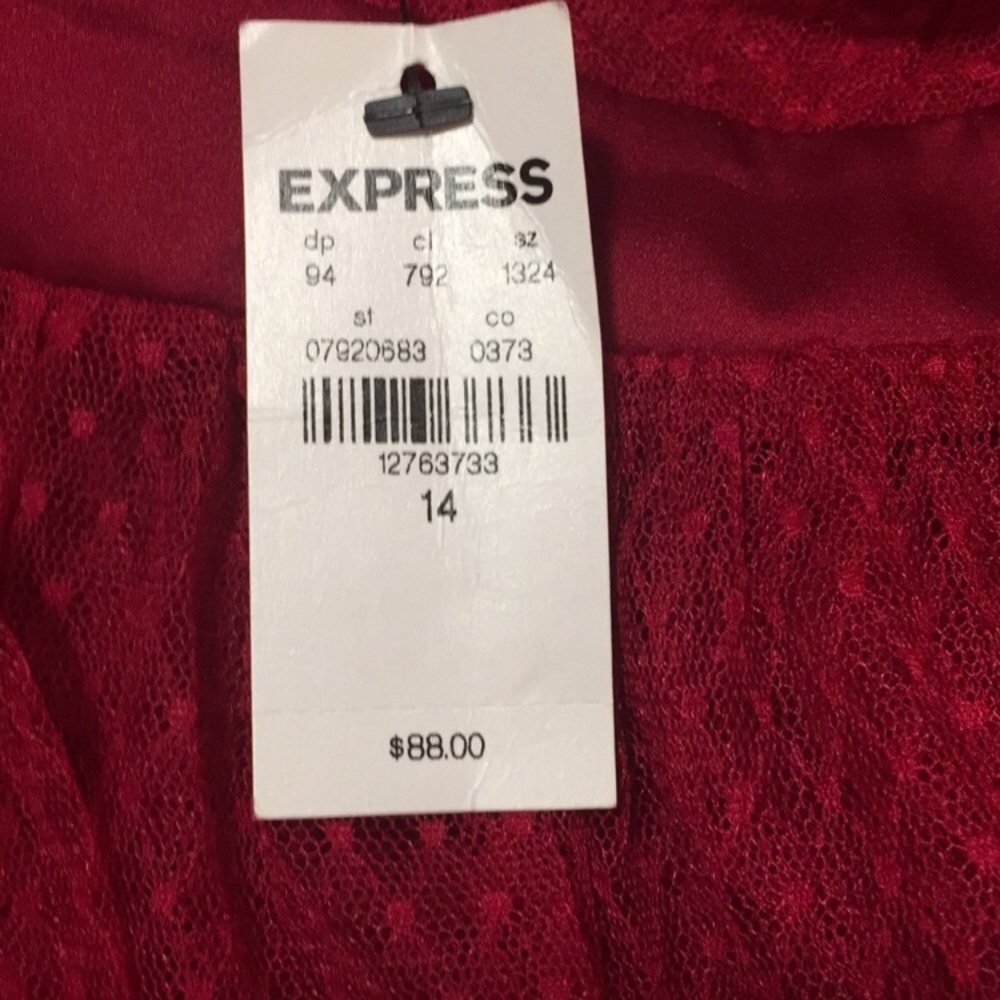 EXPRESS
dp cl sz
94 792 1324
st co
07920683 0373
12763733
14
$88.00